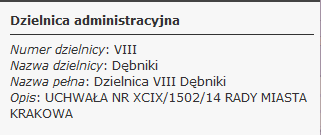 Dzielnica administracyjna
Numer dzielnicy: VIII
Nazwa dzielnicy: Dębniki
Nazwa pełna: Dzielnica VIII Dębniki
Opis: UCHWAŁA NR XCIX/1502/14 RADY MIASTA
KRAKOWA